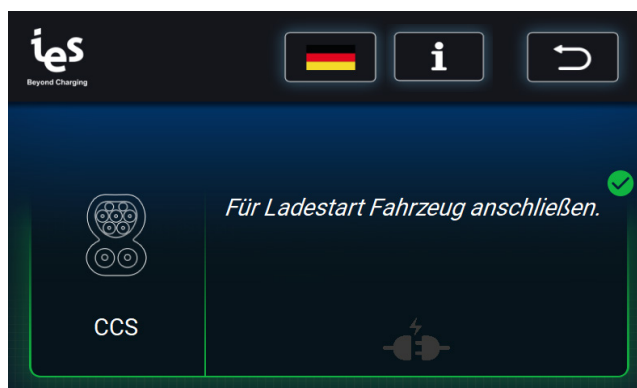 ies
Beyond Charging
i
Für Ladestart Fahrzeug anschließen.
CCS